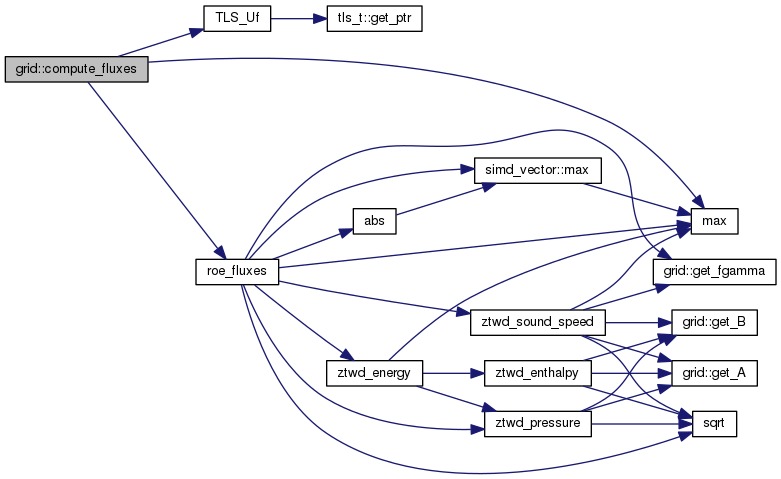 TLS_Uf
tls_t::get_ptr
grid::compute_fluxes
simd_vector::max
abs
max
roe_fluxes
grid::get_fgamma
ztwd_sound_speed
grid::get_B
ztwd_energy
ztwd_enthalpy
grid::get_A
ztwd_pressure
sqrt